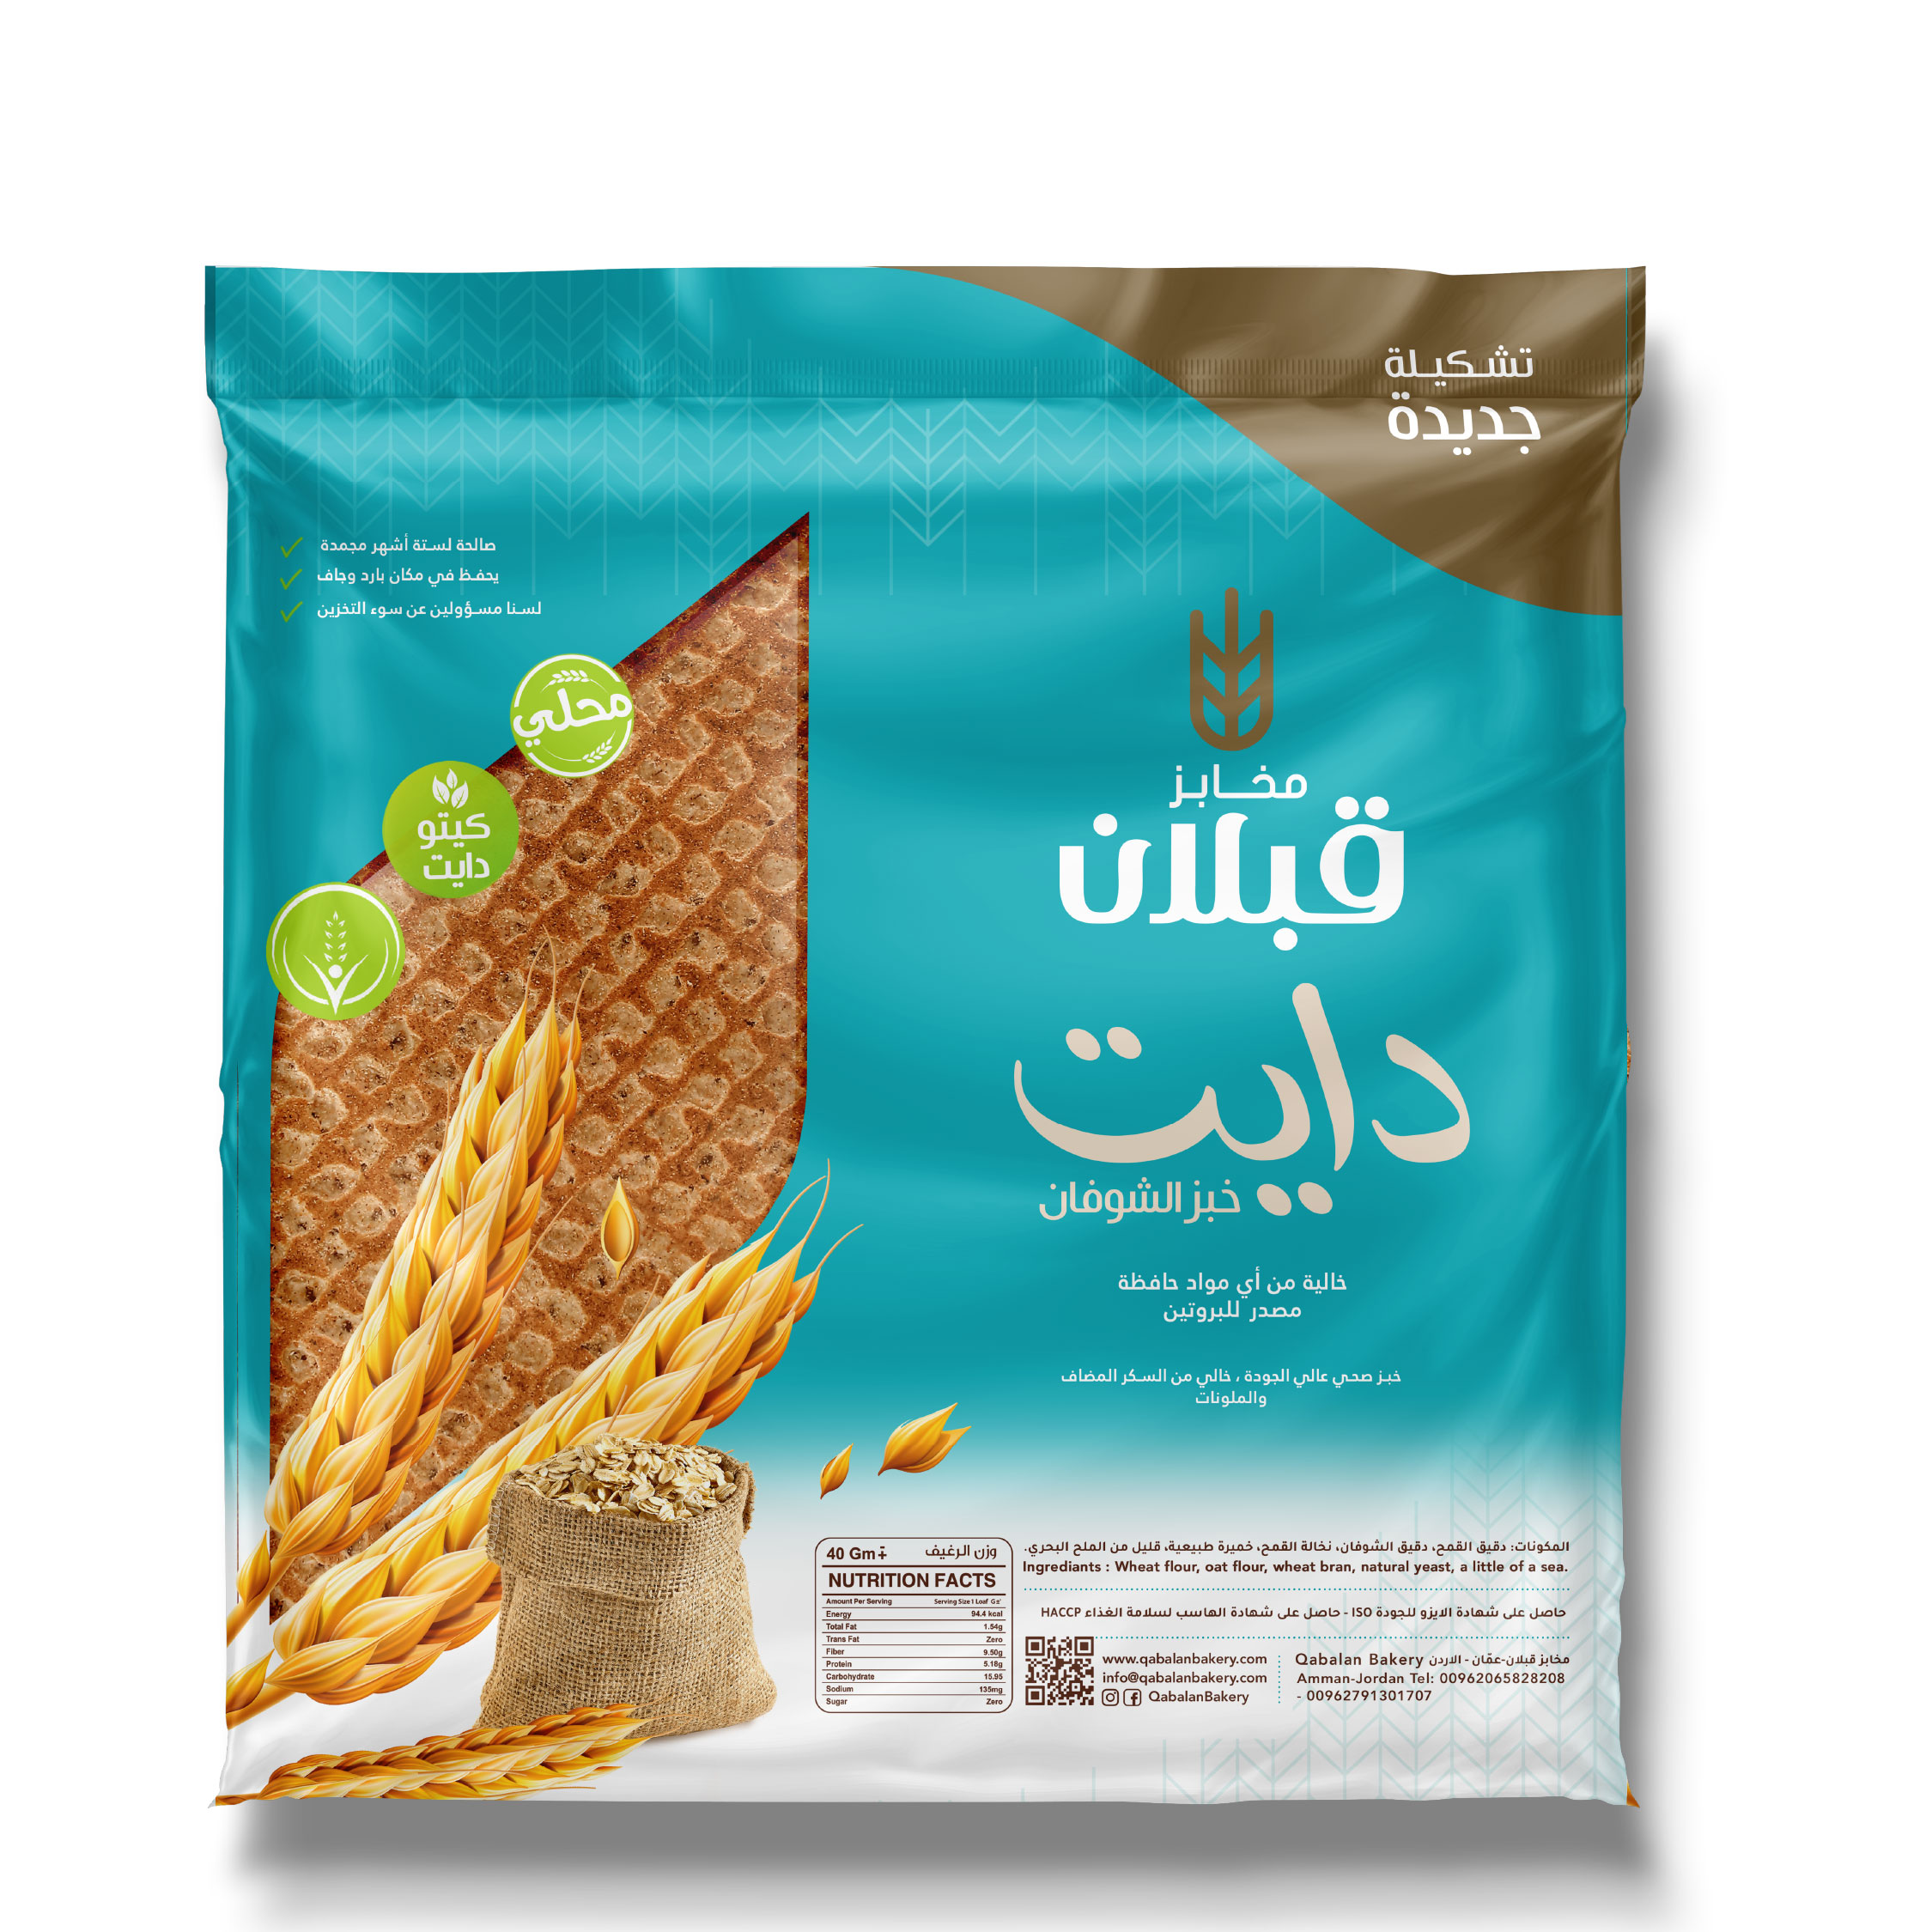 تشكيلة
جديدة
صالحة لستة أشهر مجمدة
يحفظ في مكان بارد وجاف
لسنا مسؤولين عن سوء التخزين
محلي
كيتو
دايت
مخابز
قبلان
دايت
خبز الشوفان
خالية من أي مواد حافظة
مصدر للبروتين
خبز صحي عالي الجودة ، خالي من السكر المضاف
والملونات
وزن الرغيف 40 Gm
NUTRITION FACTS
Amount Per Serving Serving Size 1 Loaf
Energy 94.4 kcal
Total Fat 1.54g
Trans Fat Zero
Fiber 9.50g
Protein 5.18g
Carbohydrate 15.95
Sodium 135mg
Sugar Zero
المكونات: دقيق القمح، دقيق الشوفان، نخالة القمح، خميرة طبيعية، قليل من الملح البحري.
Ingrediants : Wheat flour, oat flour, wheat bran, natural yeast, a little of a sea.
حاصل على شهادة الايزو للجودة ISO - حاصل على شهادة الهاسب لسلامة الغذاء HACCP
www.qabalanbakery.com
info@qabalanbakery.com
QabalanBakery
مخابز قبلان-عمّان - الاردن Qabalan Bakery
Amman-Jordan Tel: 00962065828208
- 00962791301707